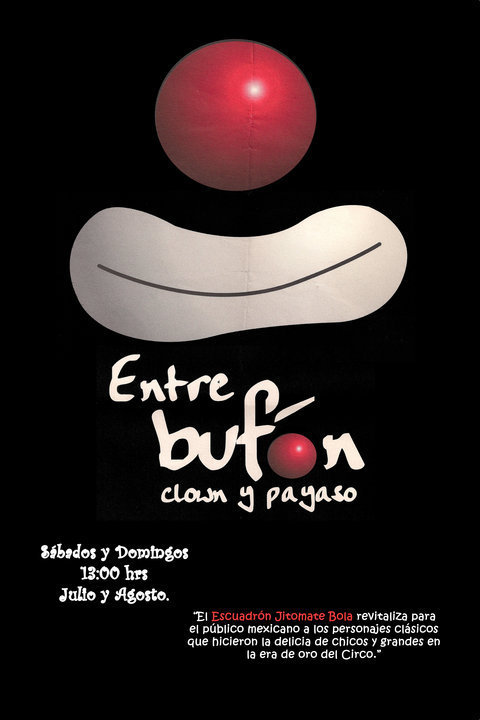 Entre
bufón
clown y payaso
Sábados y Domingos
13:00 hrs
Julio y Agosto.
"El Escuadrón Jitomate Bola revitaliza para
el público mexicano a los personajes clásicos
que hicieron la delicia de chicos y grandes en
la era de oro del Circo."